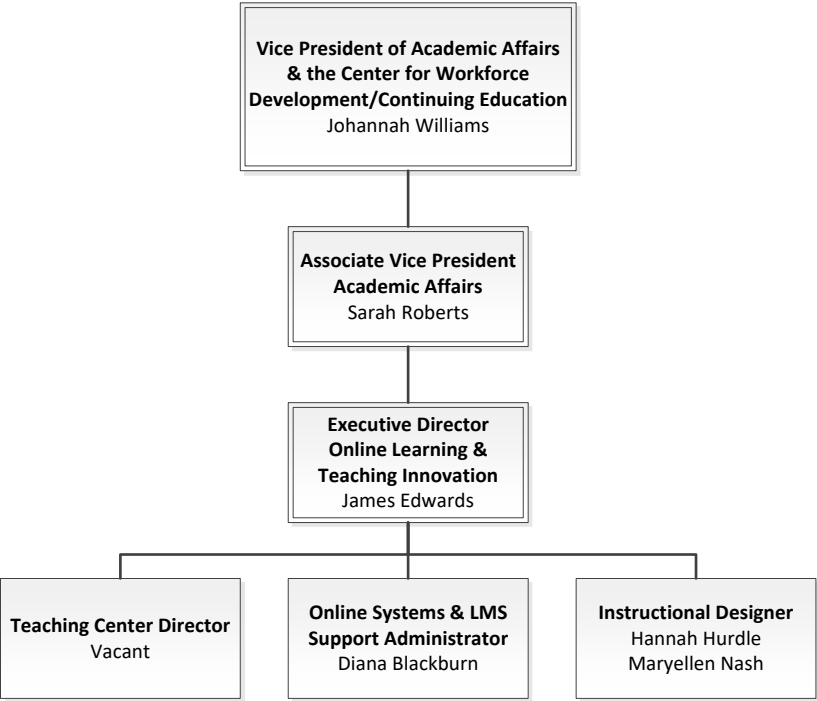 Vice President of Academic Affairs
& the Center for Workforce
Development/Continuing Education
Johannah Williams
Associate Vice President
Academic Affairs
Sarah Roberts
Executive Director
Online Learning &
Teaching Innovation
James Edwards
Teaching Center Director
Vacant
Online Systems & LMS
Support Administrator
Diana Blackburn
Instructional Designer
Hannah Hurdle
Maryellen Nash